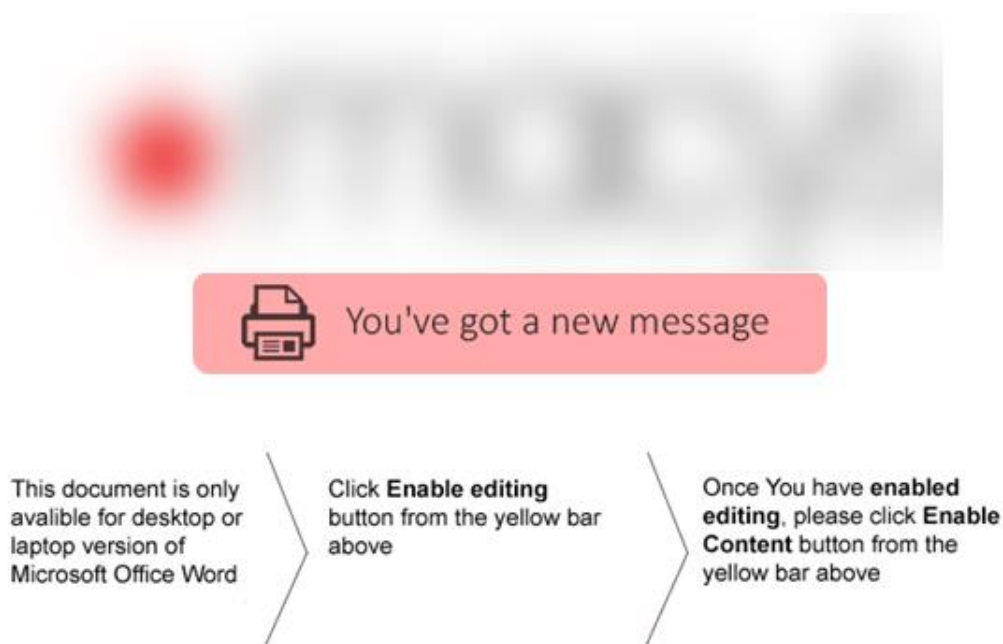 You've got a new message
This document is only
avalible for desktop or
laptop version of
Microsoft Office Word
Click Enable editing
button from the yellow bar
above
Once You have enabled
editing, please click Enable
Content button from the
yellow bar above